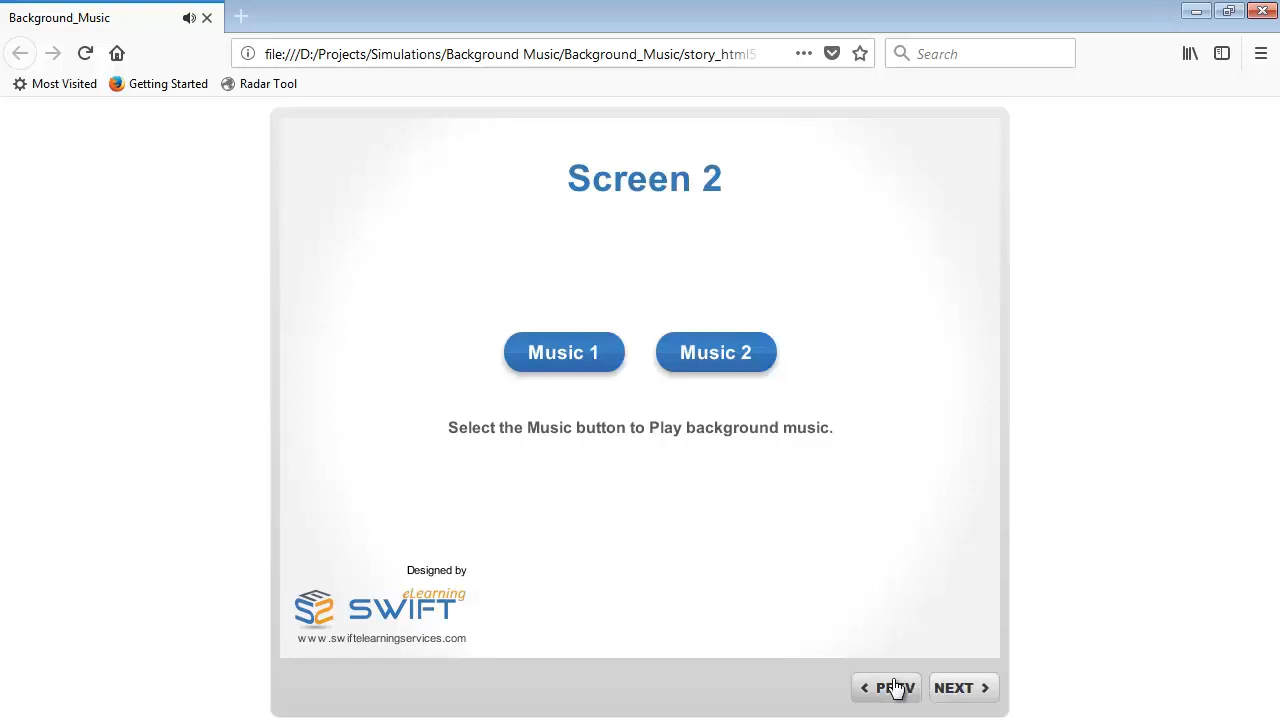 Background_Music
file:///D:/Projects/Simulations/Background Music/Background_Music/story_html5
Search
Most Visited
Getting Started
Radar Tool
Screen 2
Music 1
Music 2
Select the Music button to Play background music.
Designed by
eLearning
SWIFT
www.swiftelearningservices.com
PREV
NEXT